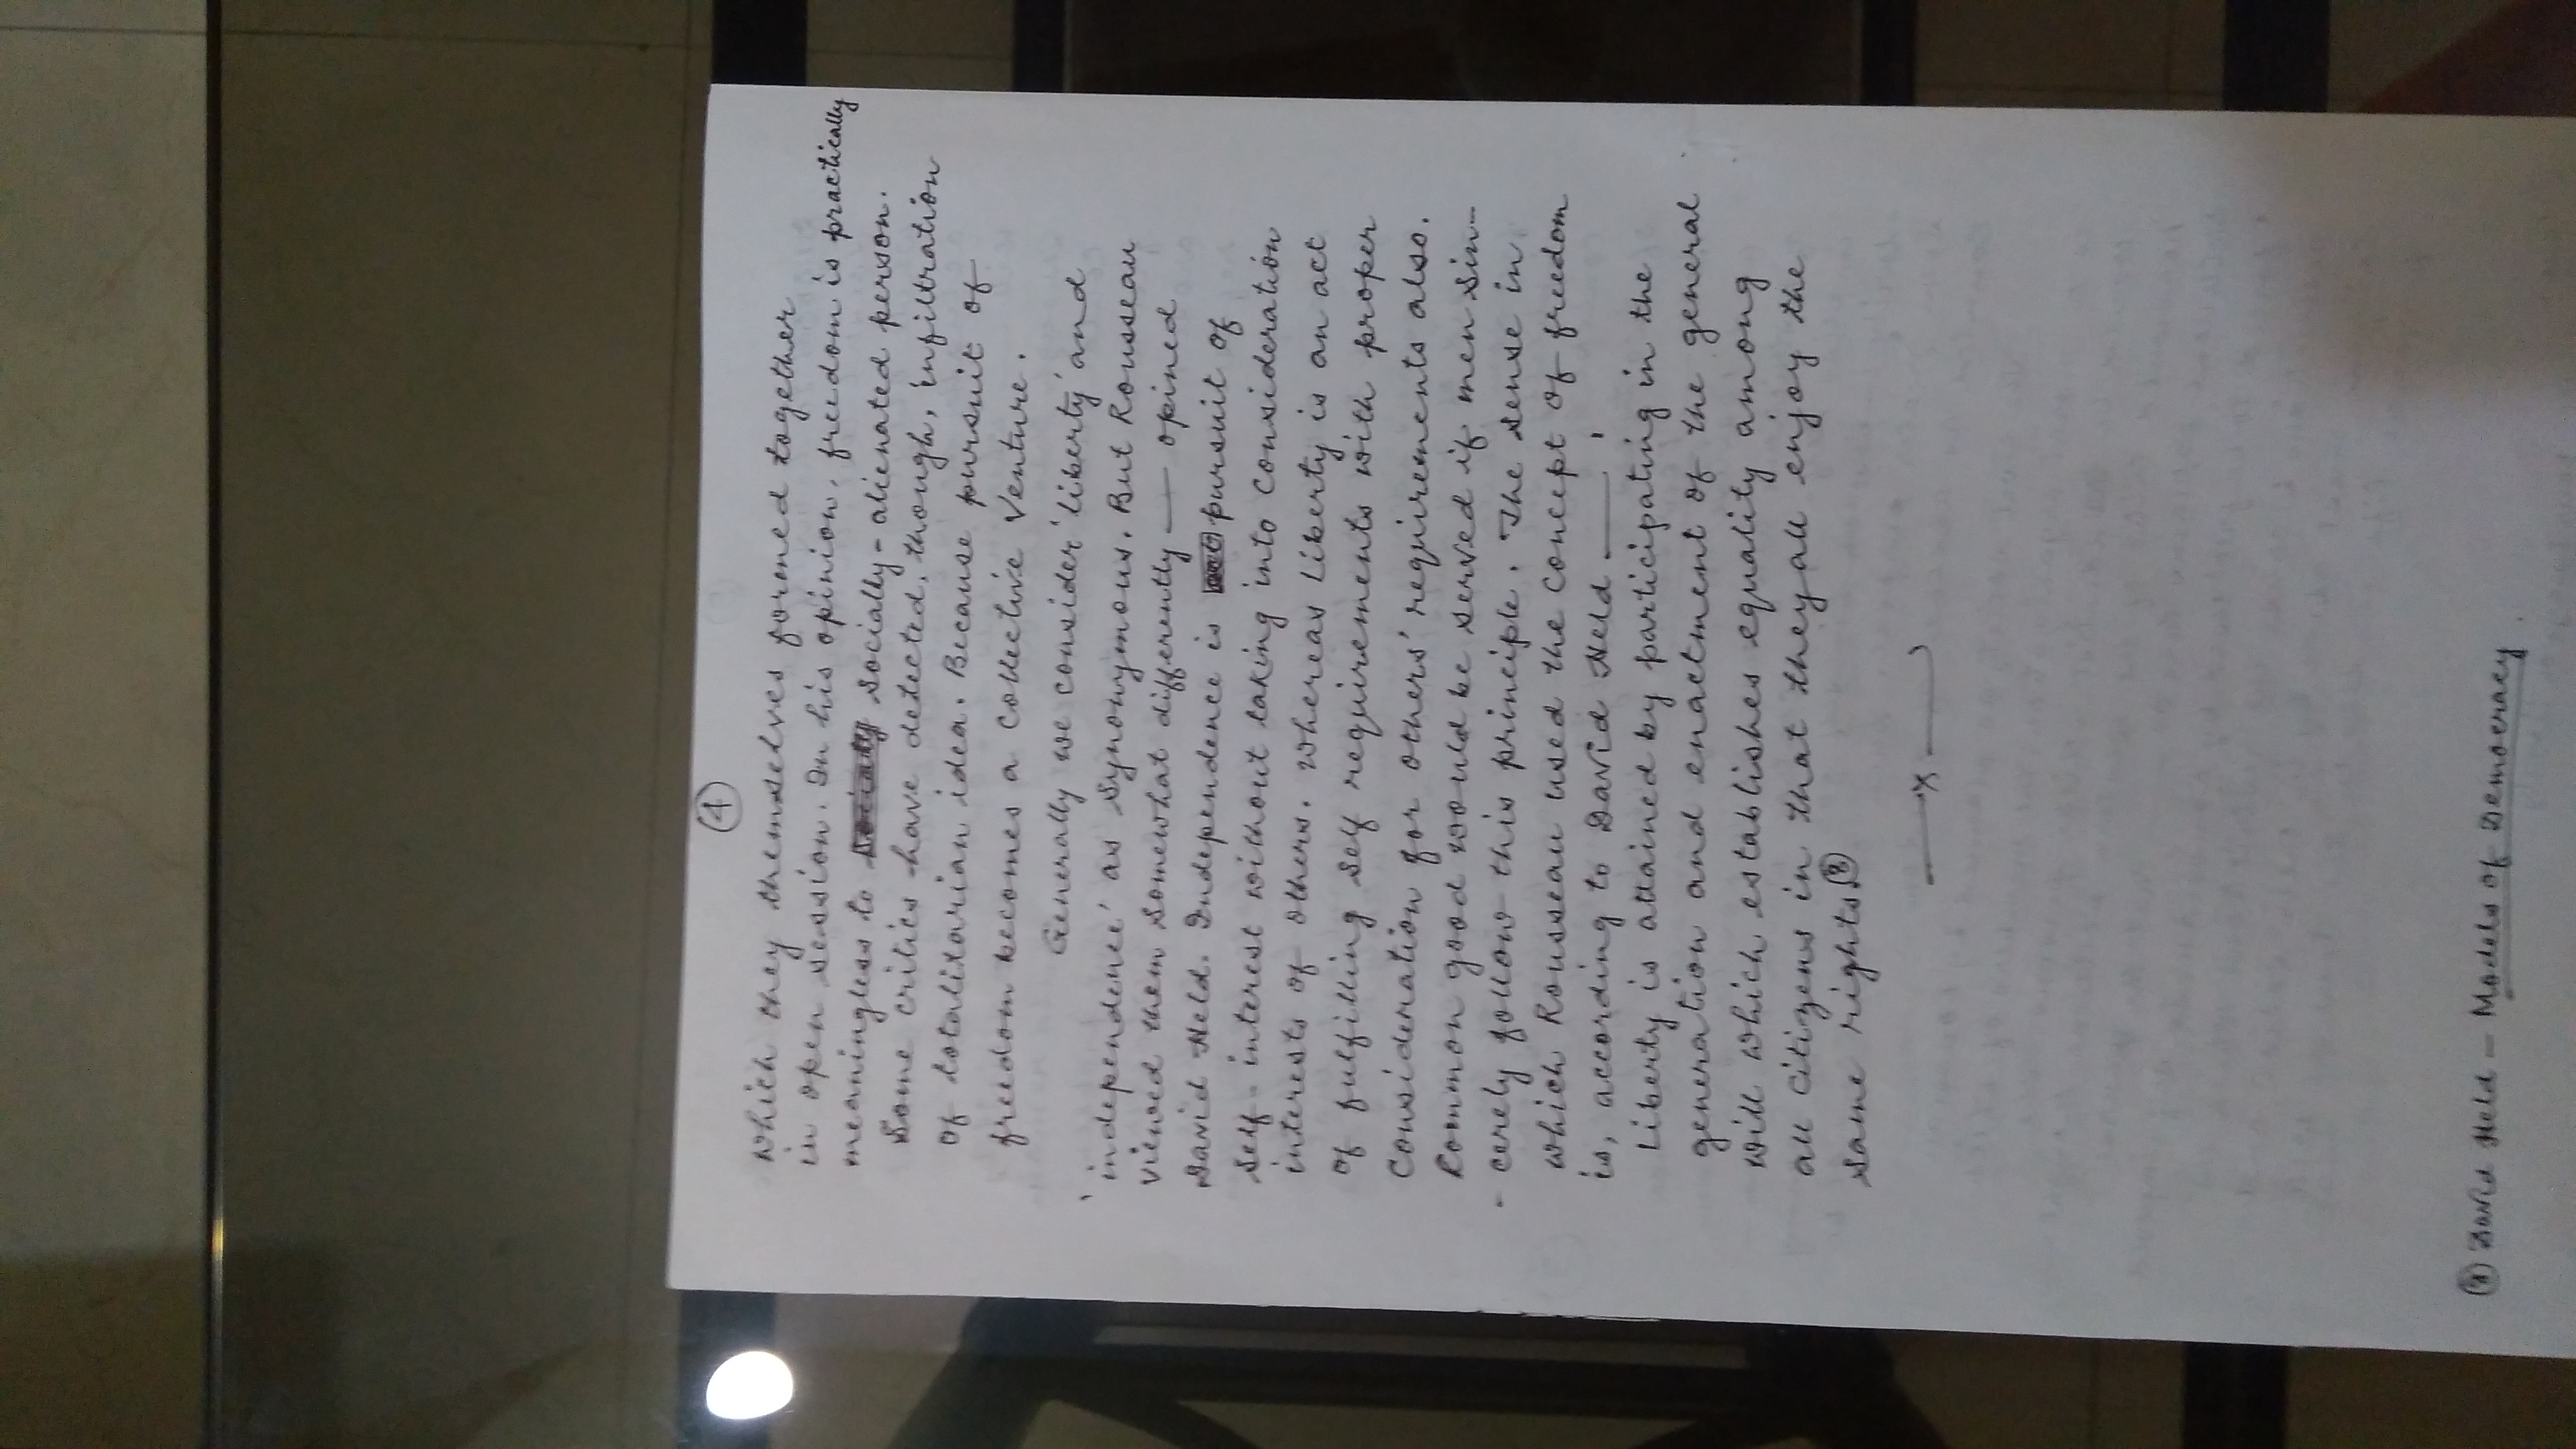 4
which they themselves formed together
in open session. In his opinion, freedom is practically
meaningless to socially-alienated person.
Some critics have detected, though, infiltration
of totalitarian idea. Because pursuit of
freedom becomes a collective venture.
Generally we consider 'liberty' and
'independence' as synonymous. But Rousseau
viewed them somewhat differently — opined
David Held. Independence is pursuit of
self-interest without taking into consideration
interests of others. Whereas Liberty is an act
of fulfilling self requirements with proper
consideration for others' requirements also.
Common good would be served if men sin-
-cerely follow this principle. The sense in
which Rousseau used the concept of freedom
is, according to David Held — ,
Liberty is attained by participating in the
generation and enactment of the general
will which establishes equality among
all citizens in that they all enjoy the
same rights
—x—
David Held — Models of Democracy.